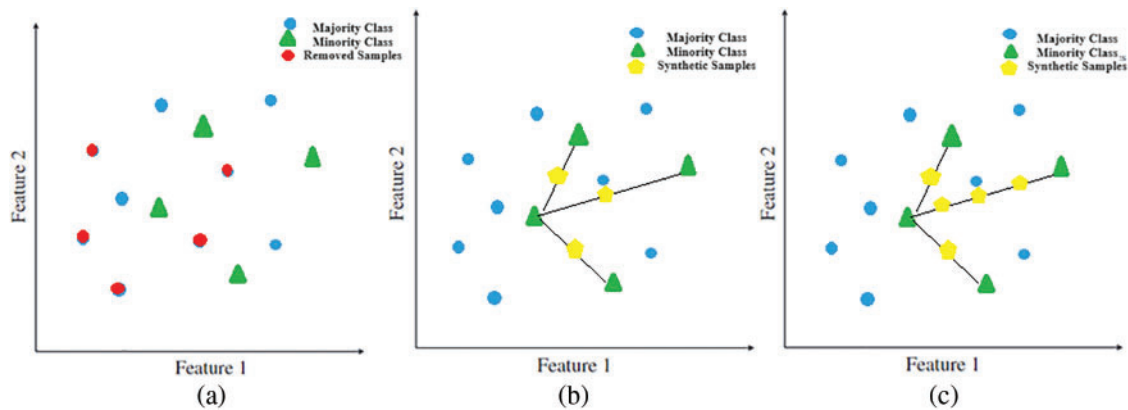 Majority Class
Minority Class
Removed Samples
Feature 2
Feature 1
(a)
Majority Class
Minority Class
Synthetic Samples
Feature 2
Feature 1
(b)
Majority Class
Minority Class
Synthetic Samples
Feature 2
Feature 1
(c)